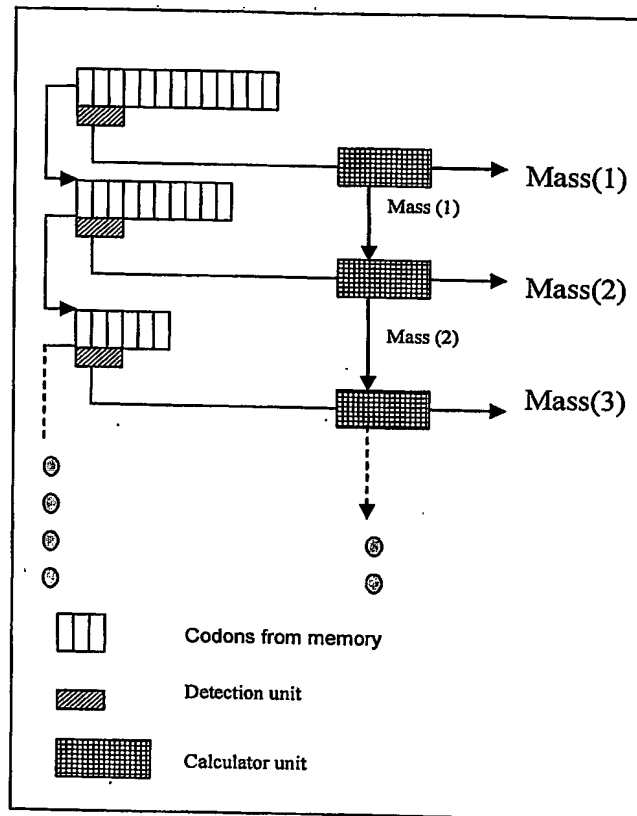 Mass(1)
Mass (1)
Mass(2)
Mass (2)
Mass(3)
Codons from memory
Detection unit
Calculator unit